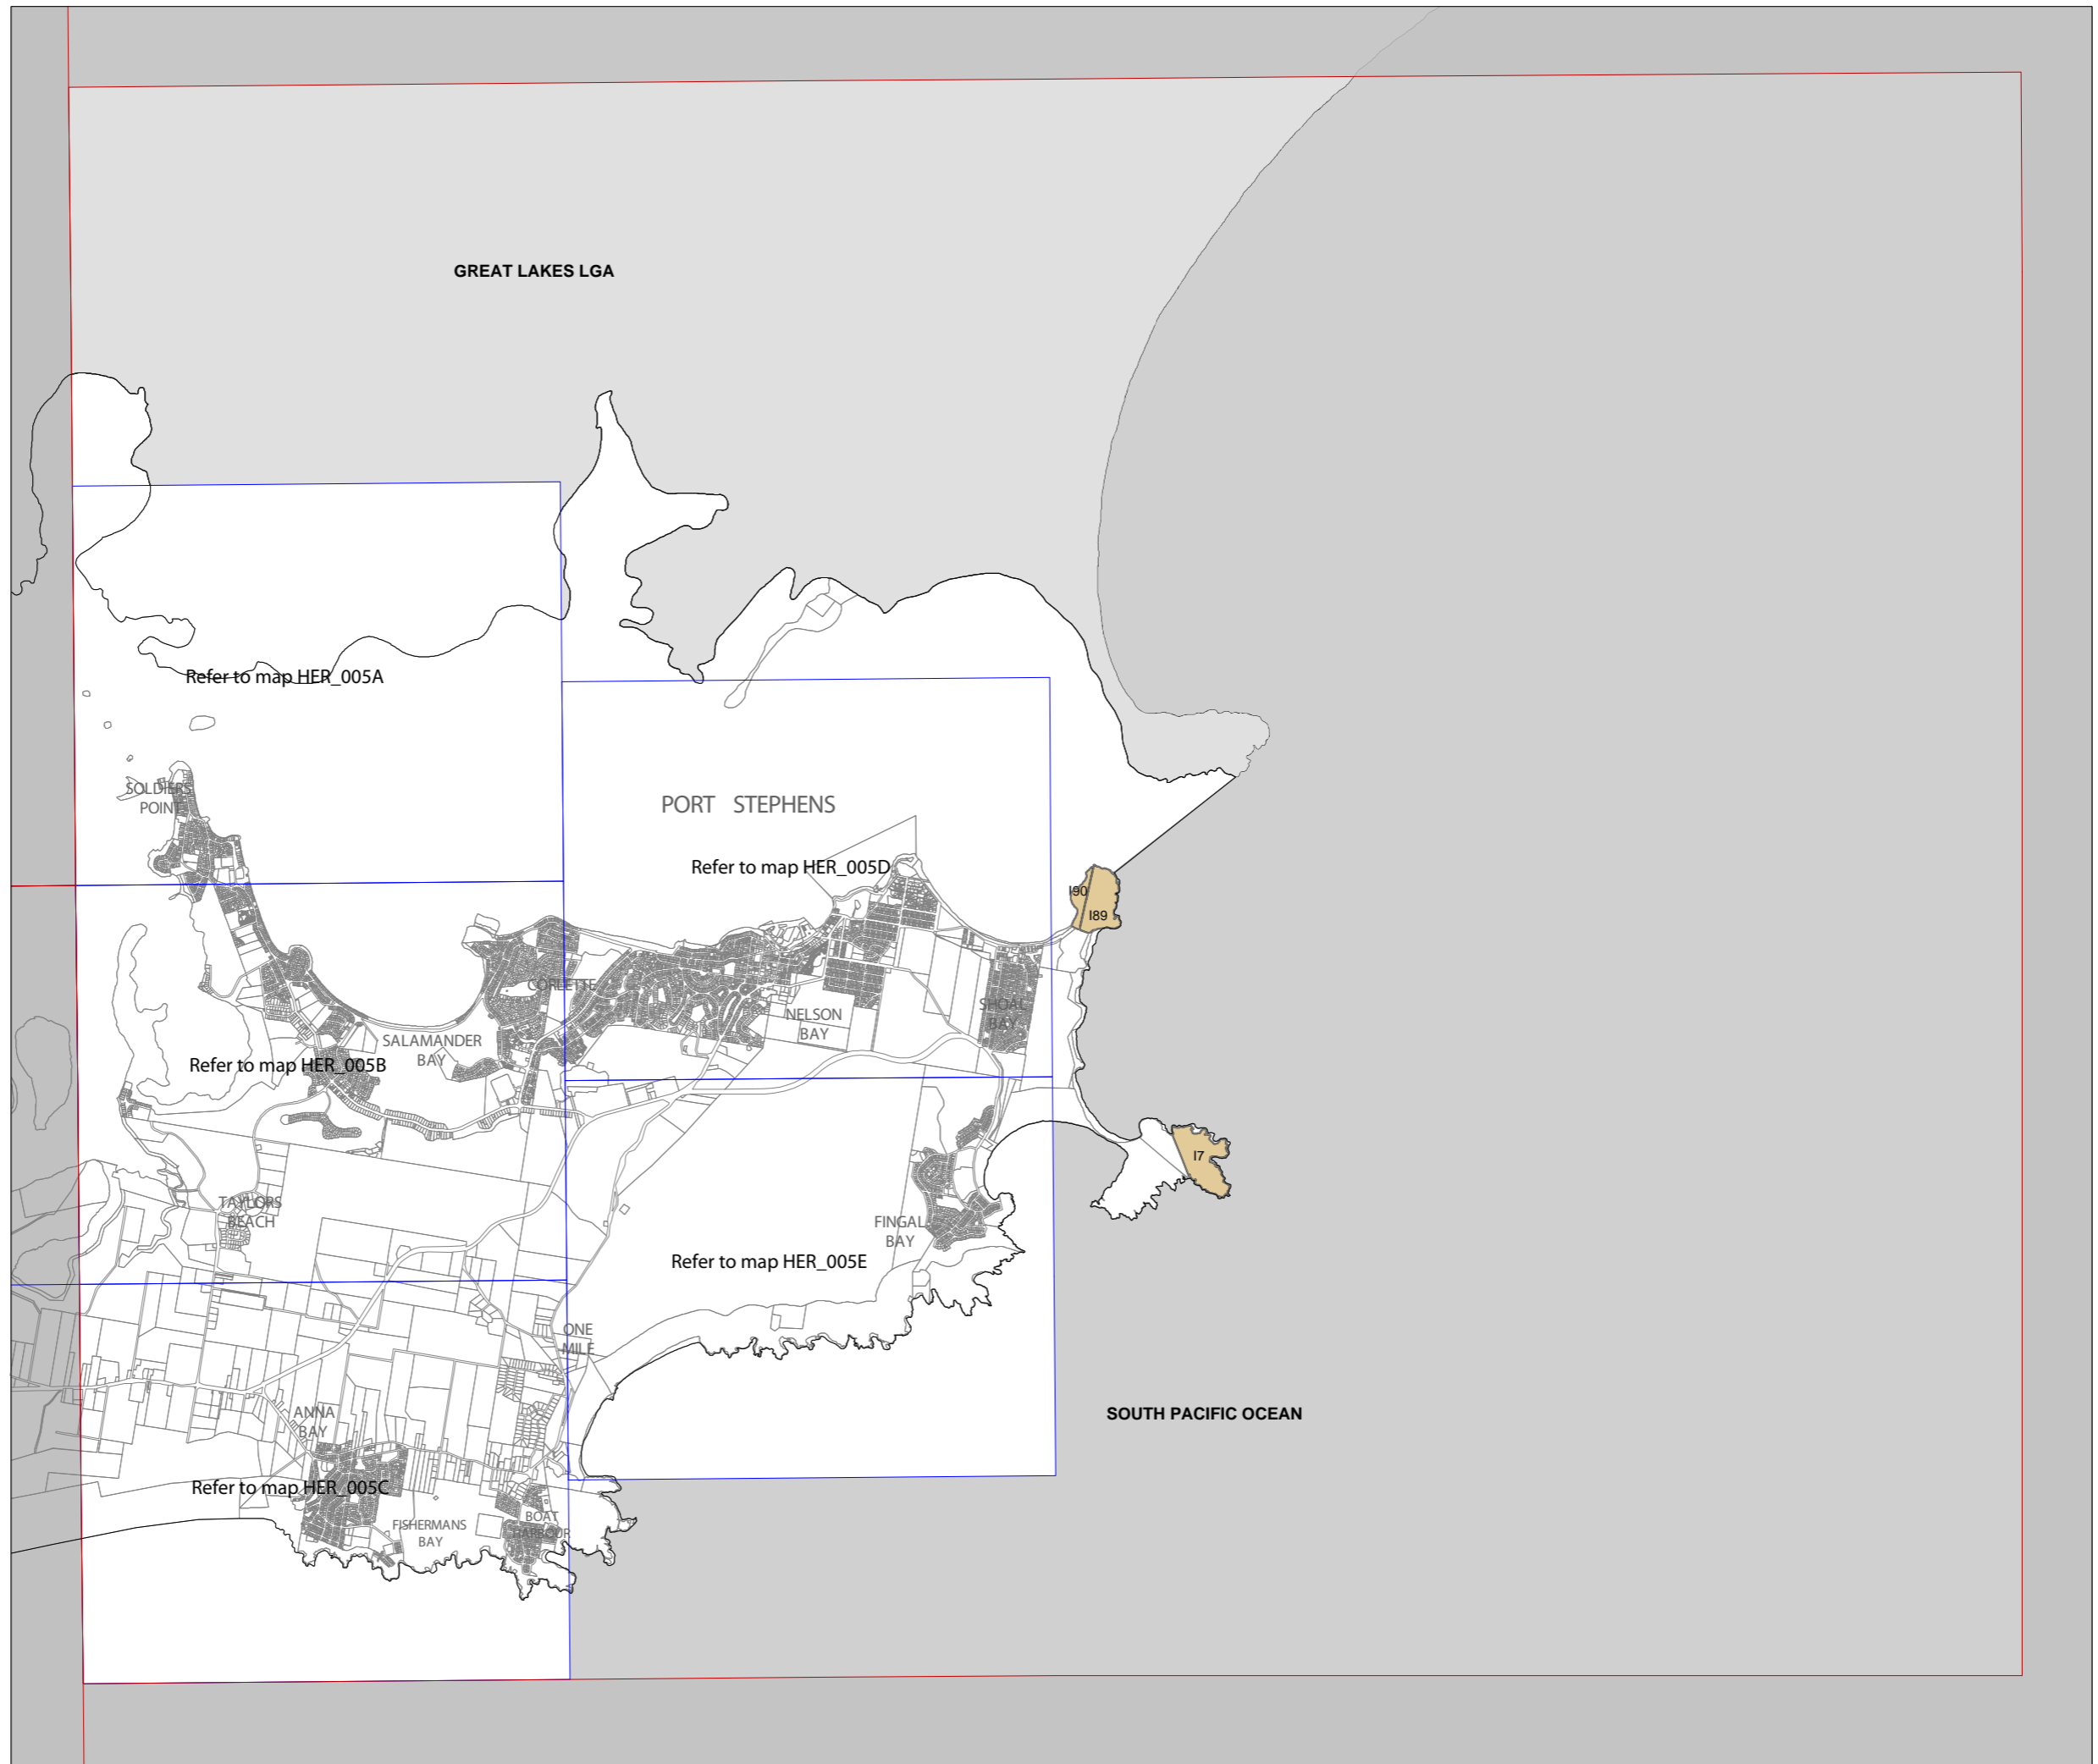 GREAT LAKES LGA
Refer to map HER_005A
SOLDIERS
POINT
PORT STEPHENS
Refer to map HER_005D
I90
I89
CORLETTE
SHOAL
BAY
NELSON
BAY
SALAMANDER
BAY
Refer to map HER_005B
I7
TAYLORS
BEACH
FINGAL
BAY
Refer to map HER_005E
ONE
MILE
ANNA
BAY
SOUTH PACIFIC OCEAN
Refer to map HER_005C
FISHERMANS
BAY
BOAT
HARBOUR